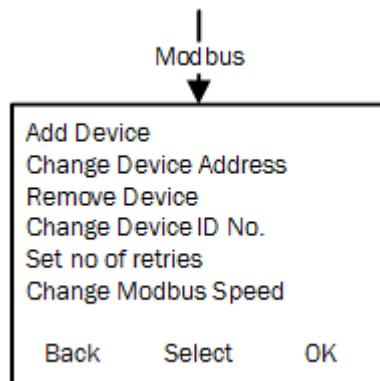 Modbus
Add Device
Change Device Address
Remove Device
Change Device ID No.
Set no of retries
Change Modbus Speed
Back Select OK